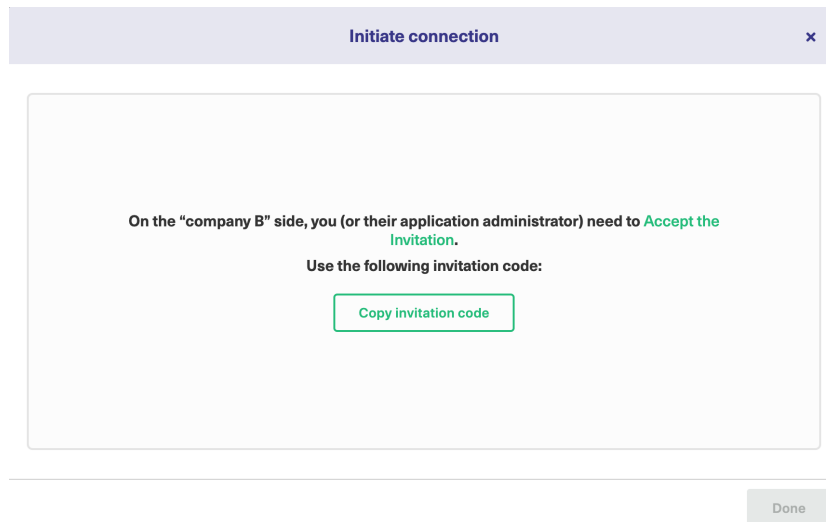 Initiate connection
×
On the “company B” side, you (or their application administrator) need to Accept the
Invitation.
Use the following invitation code:
Copy invitation code
Done